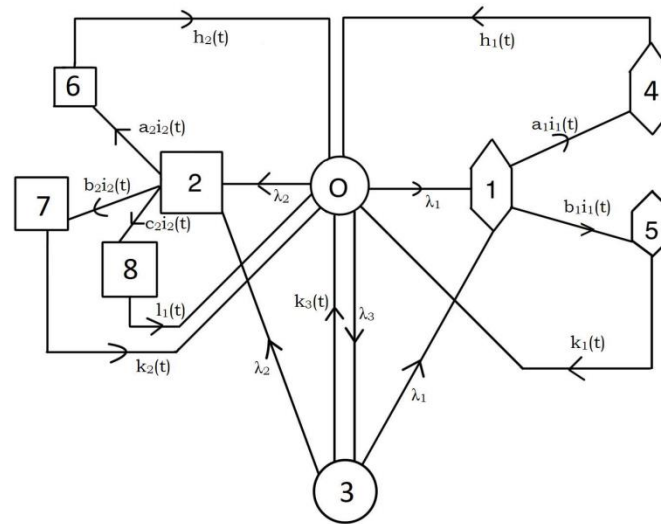 h₂(t)
h₁(t)
6
4
a₂i₂(t)
a₁i₁(t)
2
O
1
λ₂
λ₁
b₂i₂(t)
7
c₂i₂(t)
b₁i₁(t)
5
8
l₁(t)
k₃(t)
λ₃
k₁(t)
k₂(t)
λ₂
λ₁
3